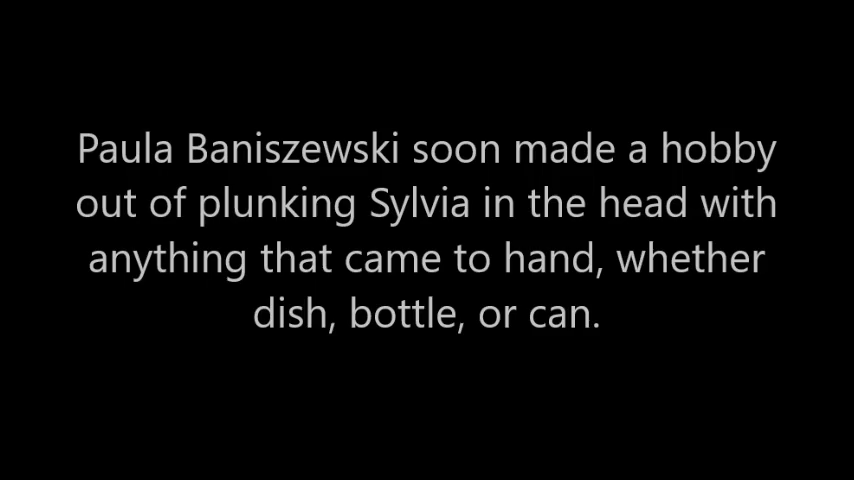 Paula Baniszewski soon made a hobby
out of plunking Sylvia in the head with
anything that came to hand, whether
dish, bottle, or can.